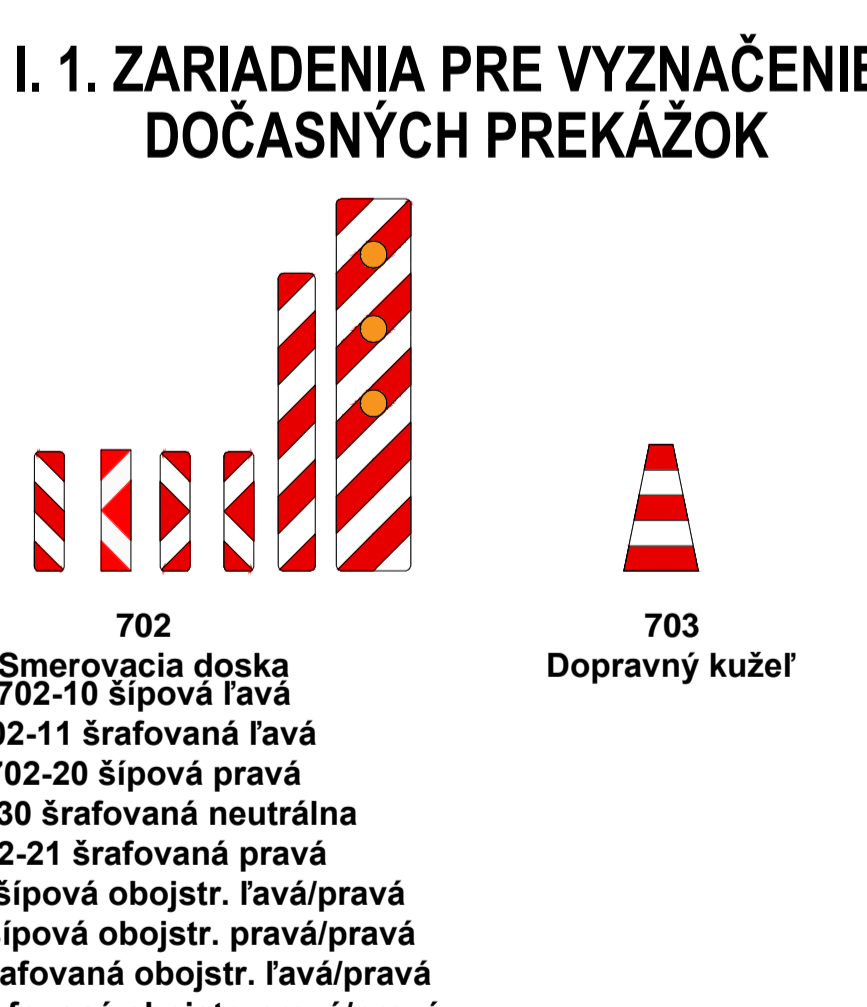 I. 1. ZARIADENIA PRE VYZNAČENIE
DOČASNÝCH PREKÁŽOK
702
Smerovacia doska
702-10 šípová ľavá
02-11 šrafovaná ľavá
702-20 šípová pravá
30 šrafovaná neutrálna
2-21 šrafovaná pravá
šípová obojstr. ľavá/pravá
šípová obojstr. pravá/pravá
rafovaná obojstr. ľavá/pravá
703
Dopravný kužeľ